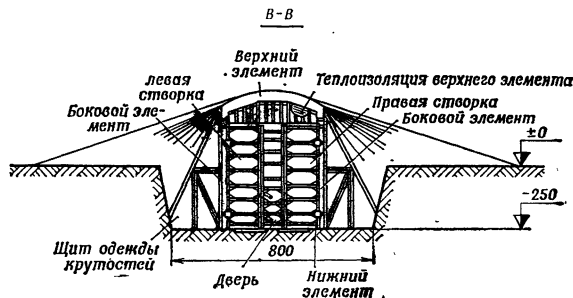 В-В
Верхний
элемент
левая
створка
Теплоизоляция верхнего элемента
Боковой эле-
мент
Правая створка
Боковой элемент
±0
-250
Щит одежды
крутостей
800
Дверь
Нижний
элемент